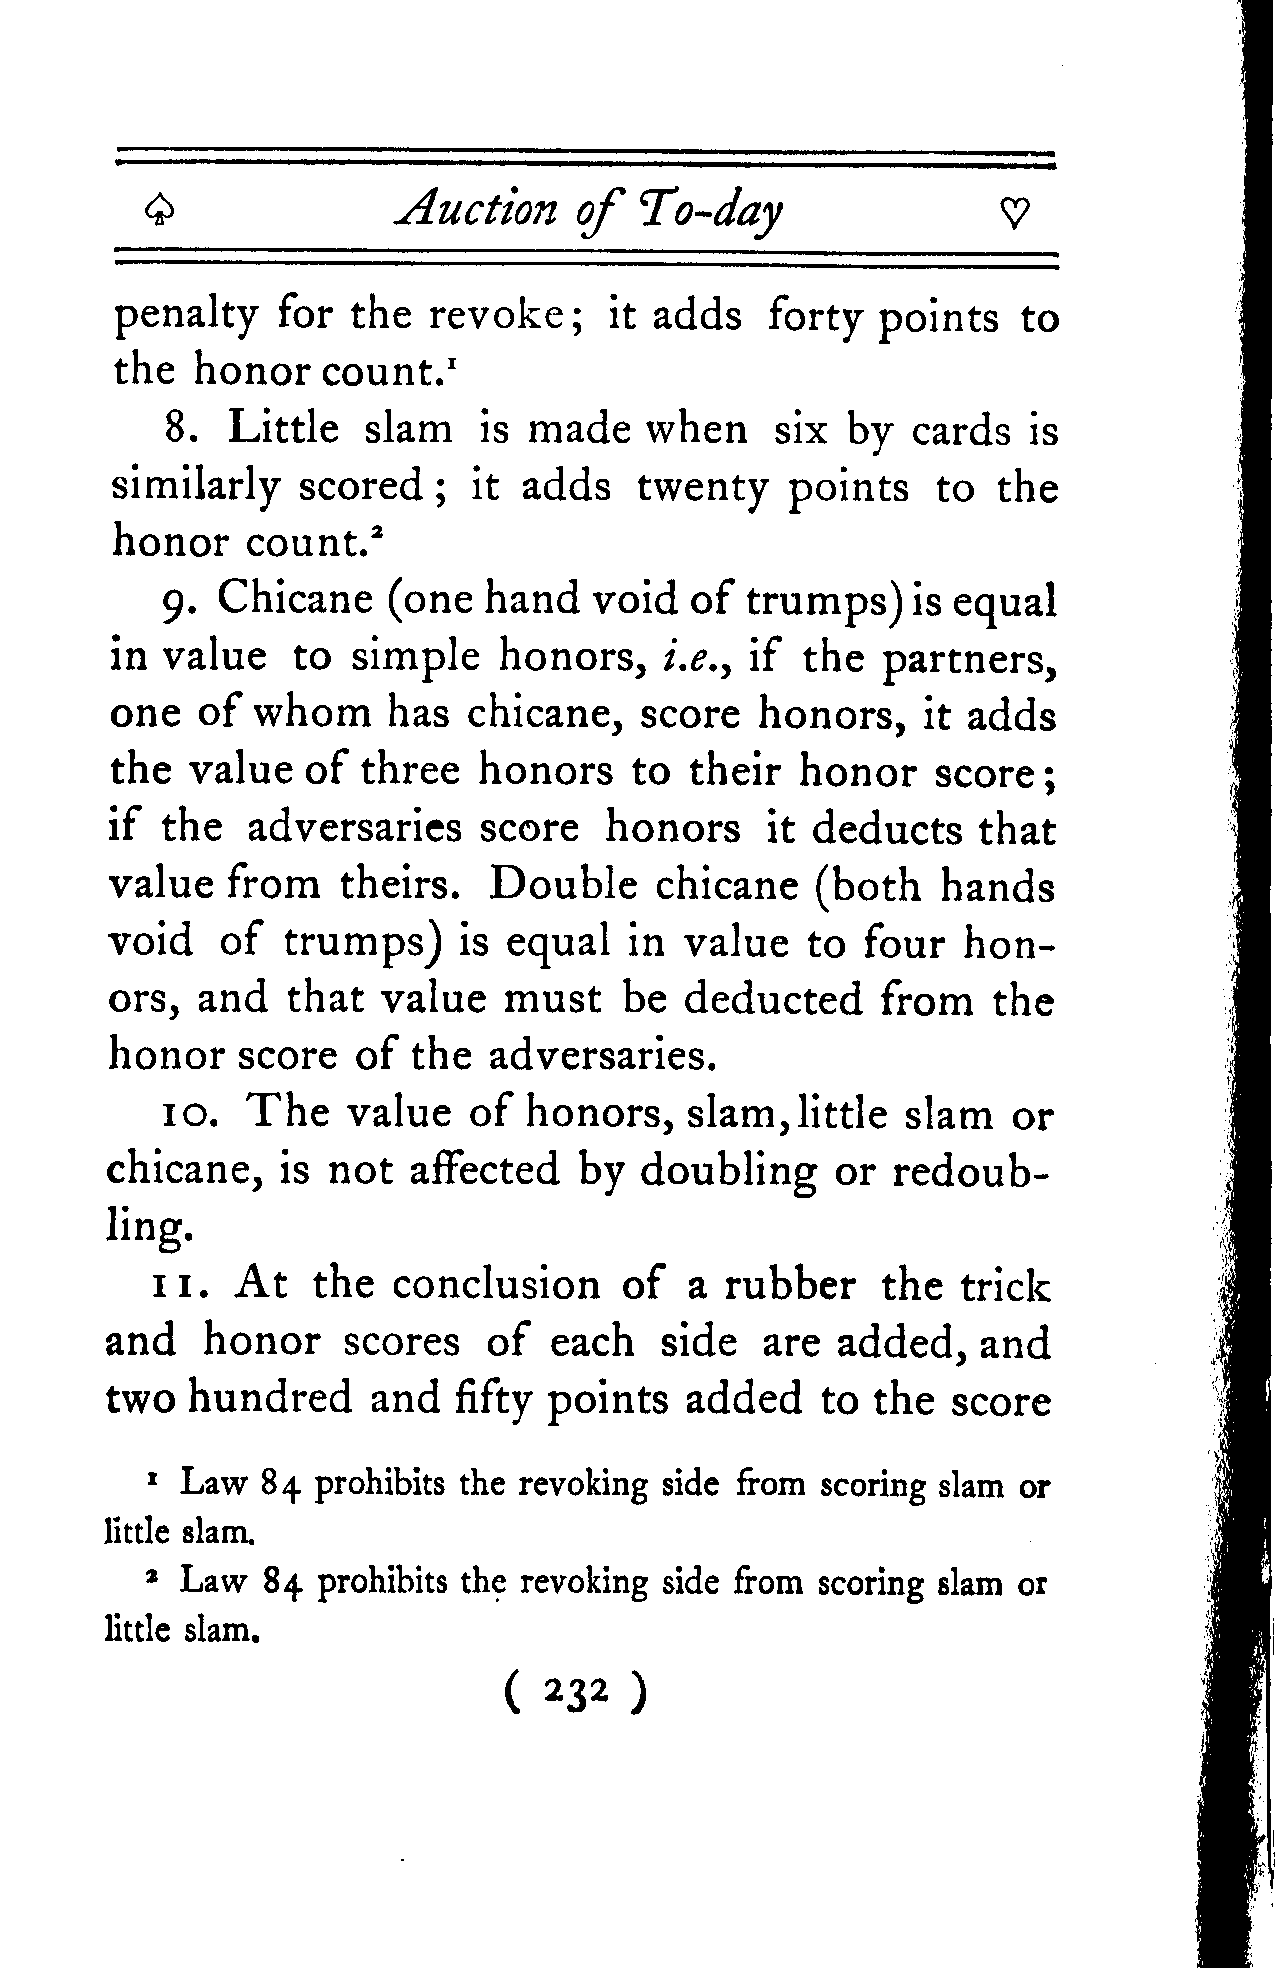 ♤ Auction of To-day ♡
penalty for the revoke; it adds forty points to
the honor count.¹
8. Little slam is made when six by cards is
similarly scored; it adds twenty points to the
honor count.²
9. Chicane (one hand void of trumps) is equal
in value to simple honors, i.e., if the partners,
one of whom has chicane, score honors, it adds
the value of three honors to their honor score;
if the adversaries score honors it deducts that
value from theirs. Double chicane (both hands
void of trumps) is equal in value to four hon-
ors, and that value must be deducted from the
honor score of the adversaries.
10. The value of honors, slam, little slam or
chicane, is not affected by doubling or redoub-
ling.
11. At the conclusion of a rubber the trick
and honor scores of each side are added, and
two hundred and fifty points added to the score
¹ Law 84 prohibits the revoking side from scoring slam or
little slam.
² Law 84 prohibits the revoking side from scoring slam or
little slam.
( 232 )